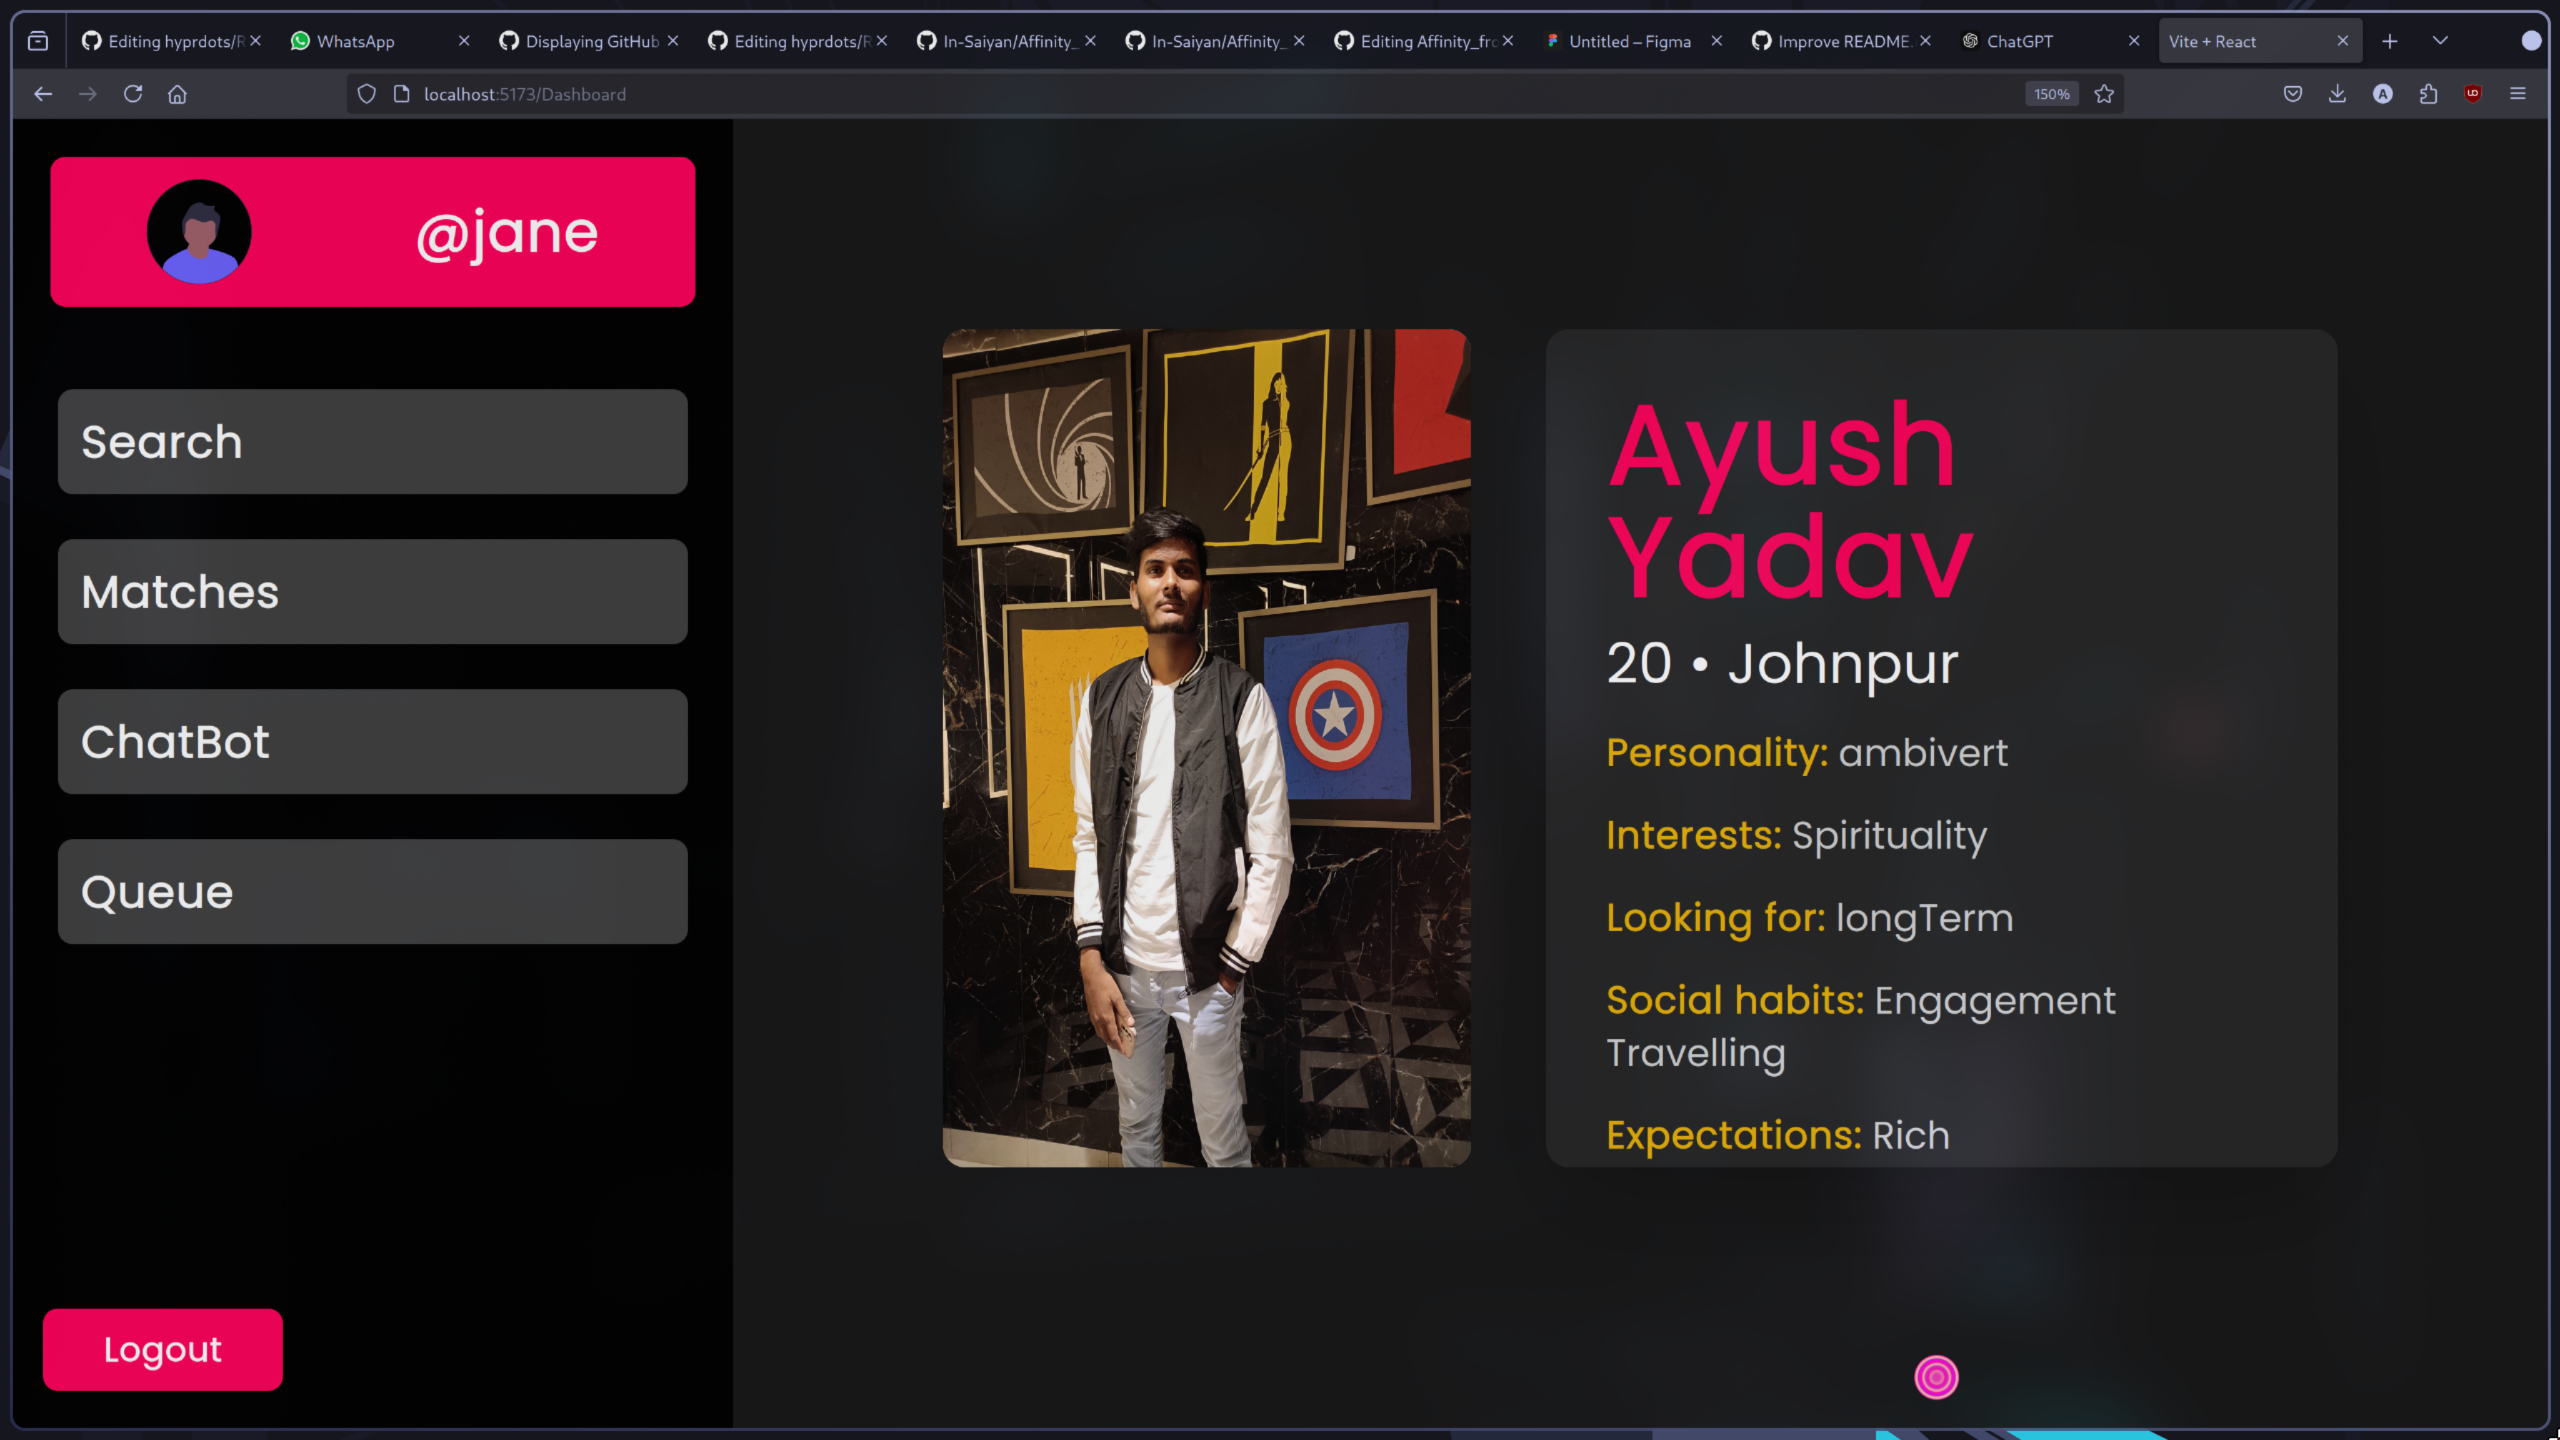 Editing hyprdots/R
WhatsApp
Displaying GitHub
Editing hyprdots/R
In-Saiyan/Affinity_
In-Saiyan/Affinity_
Editing Affinity_fro
Untitled – Figma
Improve README.
ChatGPT
Vite + React
localhost:5173/Dashboard
150%
A
@jane
Search
Matches
ChatBot
Queue
Logout
Ayush
Yadav
20 • Johnpur
Personality: ambivert
Interests: Spirituality
Looking for: longTerm
Social habits: Engagement
Travelling
Expectations: Rich